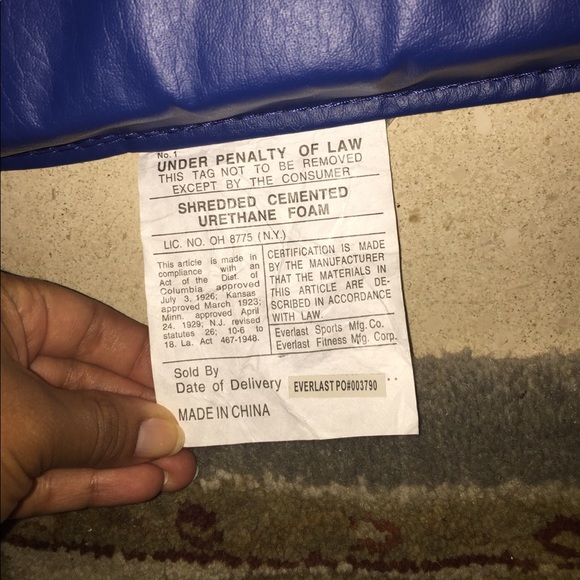 No. 1
UNDER PENALTY OF LAW
THIS TAG NOT TO BE REMOVED
EXCEPT BY THE CONSUMER
SHREDDED CEMENTED
URETHANE FOAM
LIC. NO. OH 8775 (N.Y.)
This article is made in
compliance with an
Act of the Dist. of
Columbia approved
July 3, 1926; Kansas
approved March 1923;
Minn. approved April
24, 1929; N.J. revised
statutes 26; 10-6 to
18. La. Act 467-1948.
CERTIFICATION IS MADE
BY THE MANUFACTURER
THAT THE MATERIALS IN
THIS ARTICLE ARE DE-
SCRIBED IN ACCORDANCE
WITH LAW.
Everlast Sports Mfg. Co.
Everlast Fitness Mfg. Corp.
Sold By
Date of Delivery EVERLAST PO#003790
MADE IN CHINA